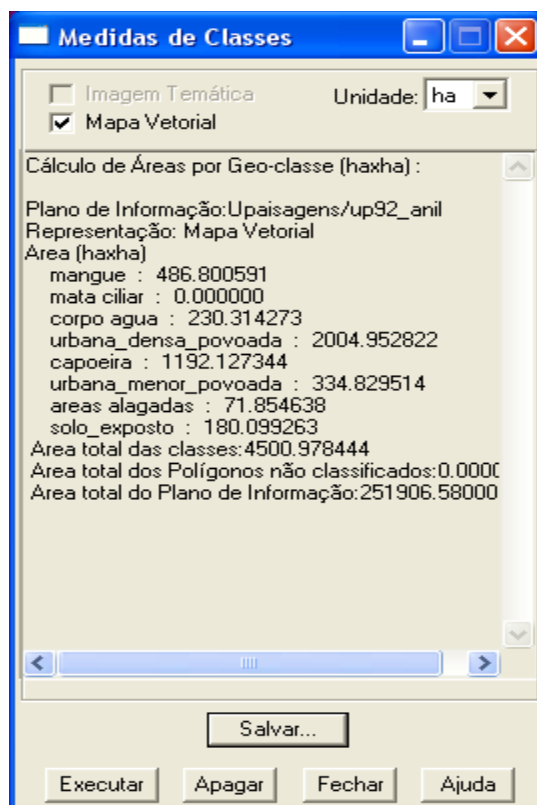 Medidas de Classes
Imagem Temática Unidade: ha
Mapa Vetorial
Cálculo de Áreas por Geo-classe (haxha) :
Plano de Informação:Upaisagens/up92_anil
Representação: Mapa Vetorial
Area (haxha)
mangue : 486.800591
mata ciliar : 0.000000
corpo agua : 230.314273
urbana_densa_povoada : 2004.952822
capoeira : 1192.127344
urbana_menor_povoada : 334.829514
areas alagadas : 71.854638
solo_exposto : 180.099263
Area total das classes:4500.978444
Area total dos Polígonos não classificados:0.000
Area total do Plano de Informação:251906.58000
Salvar...
Executar Apagar Fechar Ajuda